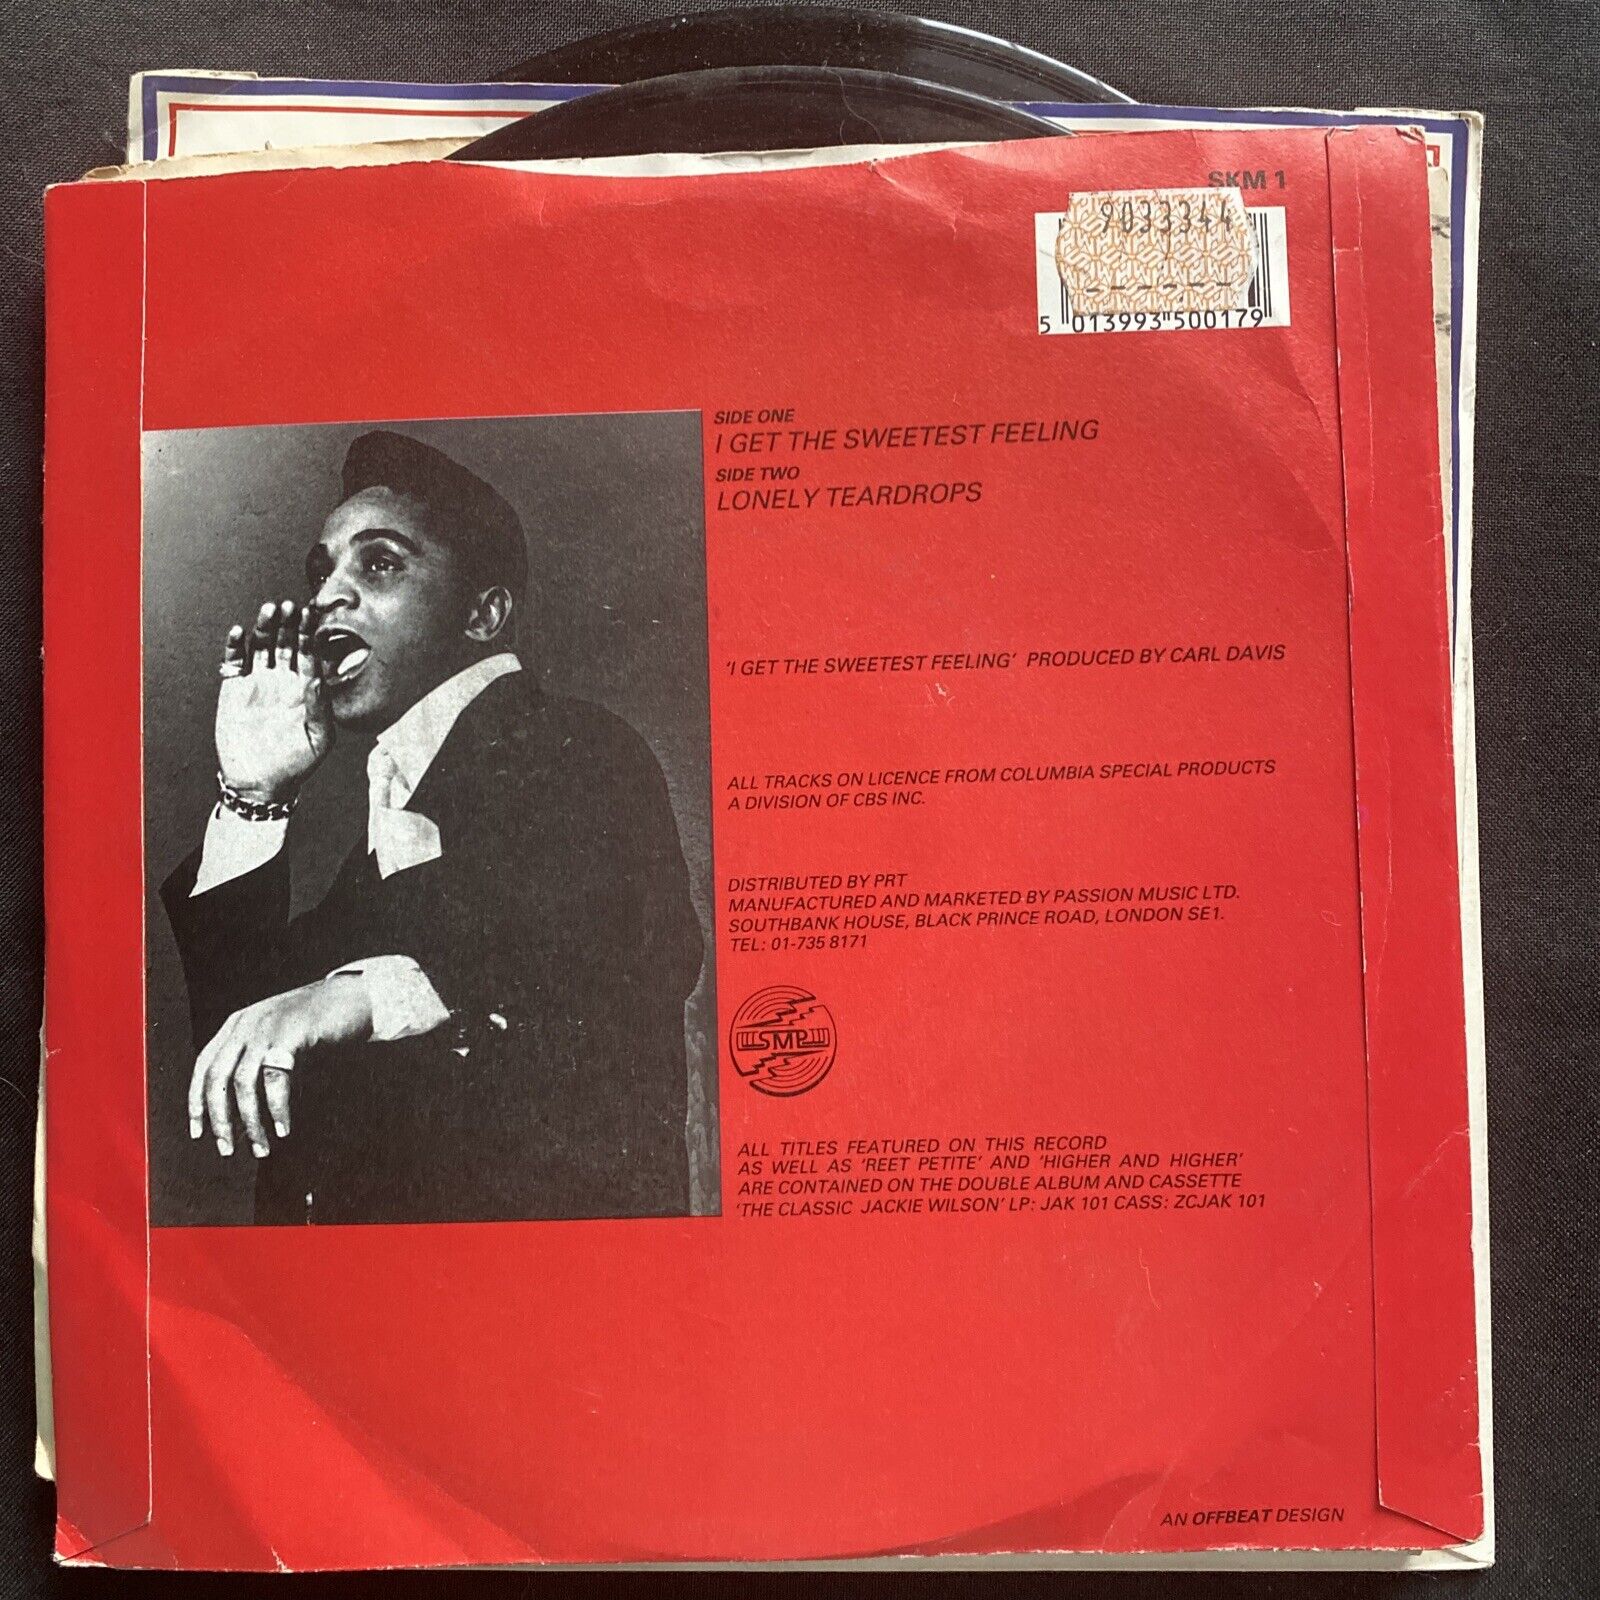 SKM 1
9033344
5 013993 500179
SIDE ONE
I GET THE SWEETEST FEELING
SIDE TWO
LONELY TEARDROPS
'I GET THE SWEETEST FEELING' PRODUCED BY CARL DAVIS
ALL TRACKS ON LICENCE FROM COLUMBIA SPECIAL PRODUCTS
A DIVISION OF CBS INC.
DISTRIBUTED BY PRT
MANUFACTURED AND MARKETED BY PASSION MUSIC LTD.
SOUTHBANK HOUSE, BLACK PRINCE ROAD, LONDON SE1.
TEL: 01-735 8171
SMP
ALL TITLES FEATURED ON THIS RECORD
AS WELL AS 'REET PETITE' AND 'HIGHER AND HIGHER'
ARE CONTAINED ON THE DOUBLE ALBUM AND CASSETTE
'THE CLASSIC JACKIE WILSON' LP: JAK 101 CASS: ZCJAK 101
AN OFFBEAT DESIGN